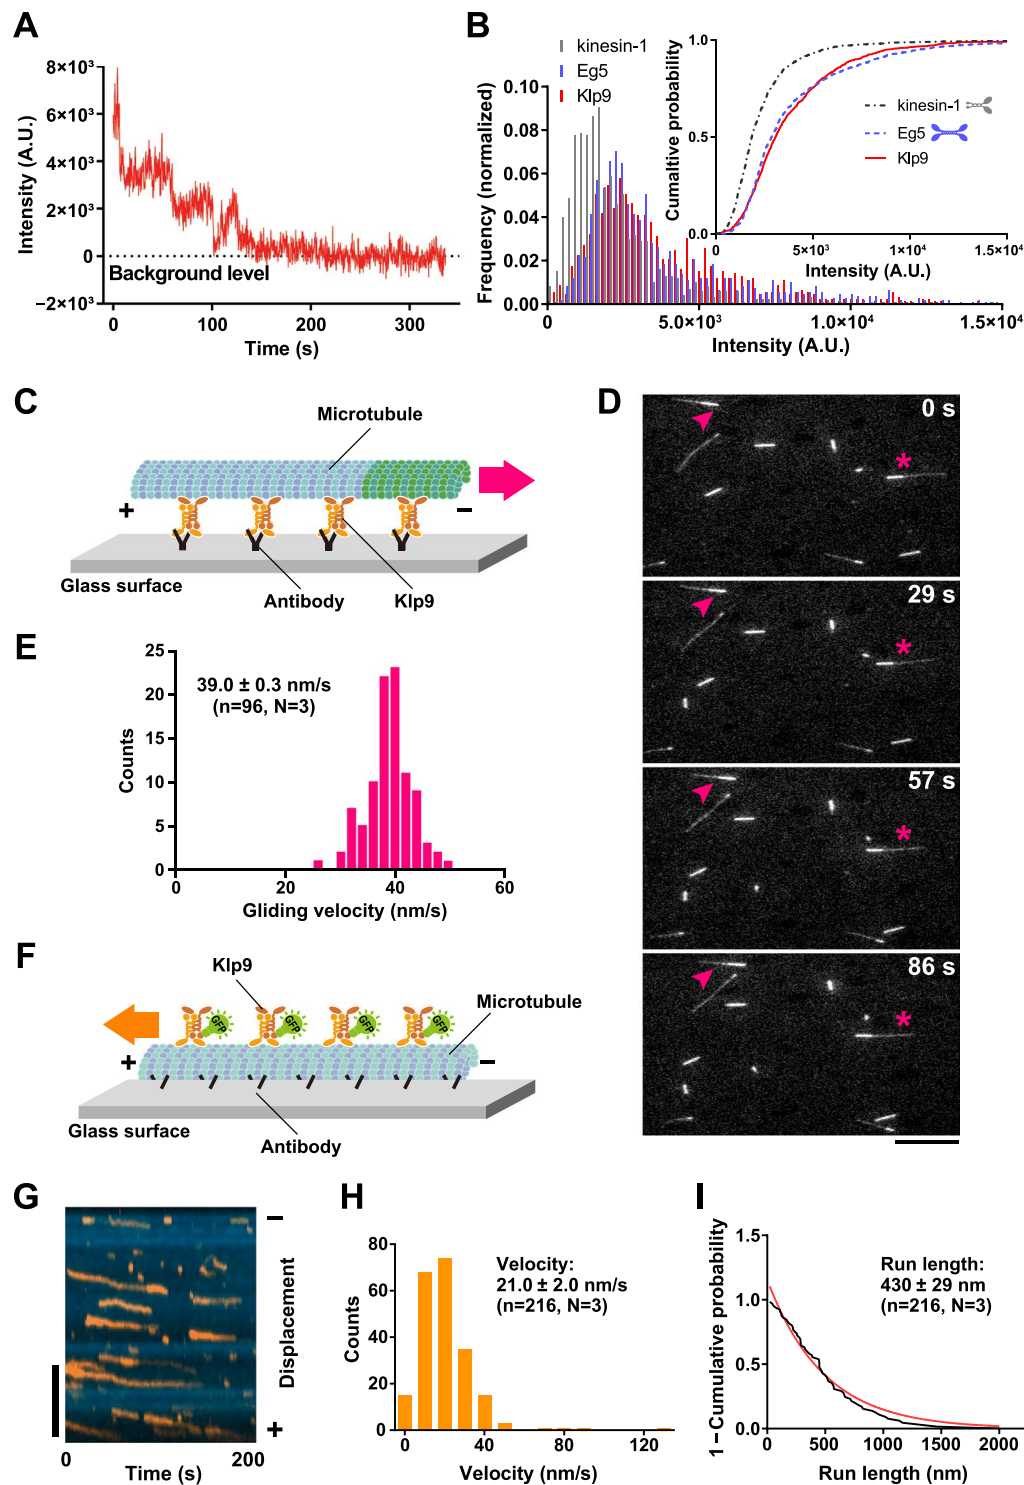 A
Intensity (A.U.)
8×10³
6×10³
4×10³
2×10³
0
−2×10³
Background level
0
100
200
300
Time (s)
B
kinesin-1
Eg5
Klp9
Frequency (normalized)
0.10
0.08
0.06
0.04
0.02
0.00
0
5.0×10³
1.0×10⁴
1.5×10⁴
Intensity (A.U.)
Cumalative probability
1.0
0.5
0.0
0
5×10³
1×10⁴
15×10⁴
Intensity (A.U.)
kinesin-1
Eg5
Klp9
C
Microtubule
+
−
Glass surface
Antibody
Klp9
D
0 s
*
29 s
*
57 s
*
86 s
*
E
Counts
25
20
15
10
5
0
39.0 ± 0.3 nm/s
(n=96, N=3)
0
20
40
60
Gliding velocity (nm/s)
F
Klp9
Microtubule
GFP
GFP
GFP
GFP
+
−
Glass surface
Antibody
G
−
Displacement
+
0
200
Time (s)
H
Counts
80
60
40
20
0
Velocity:
21.0 ± 2.0 nm/s
(n=216, N=3)
0
40
80
120
Velocity (nm/s)
I
1−Cumulative probability
1.5
1.0
0.5
0.0
Run length:
430 ± 29 nm
(n=216, N=3)
0
500
1000
1500
2000
Run length (nm)